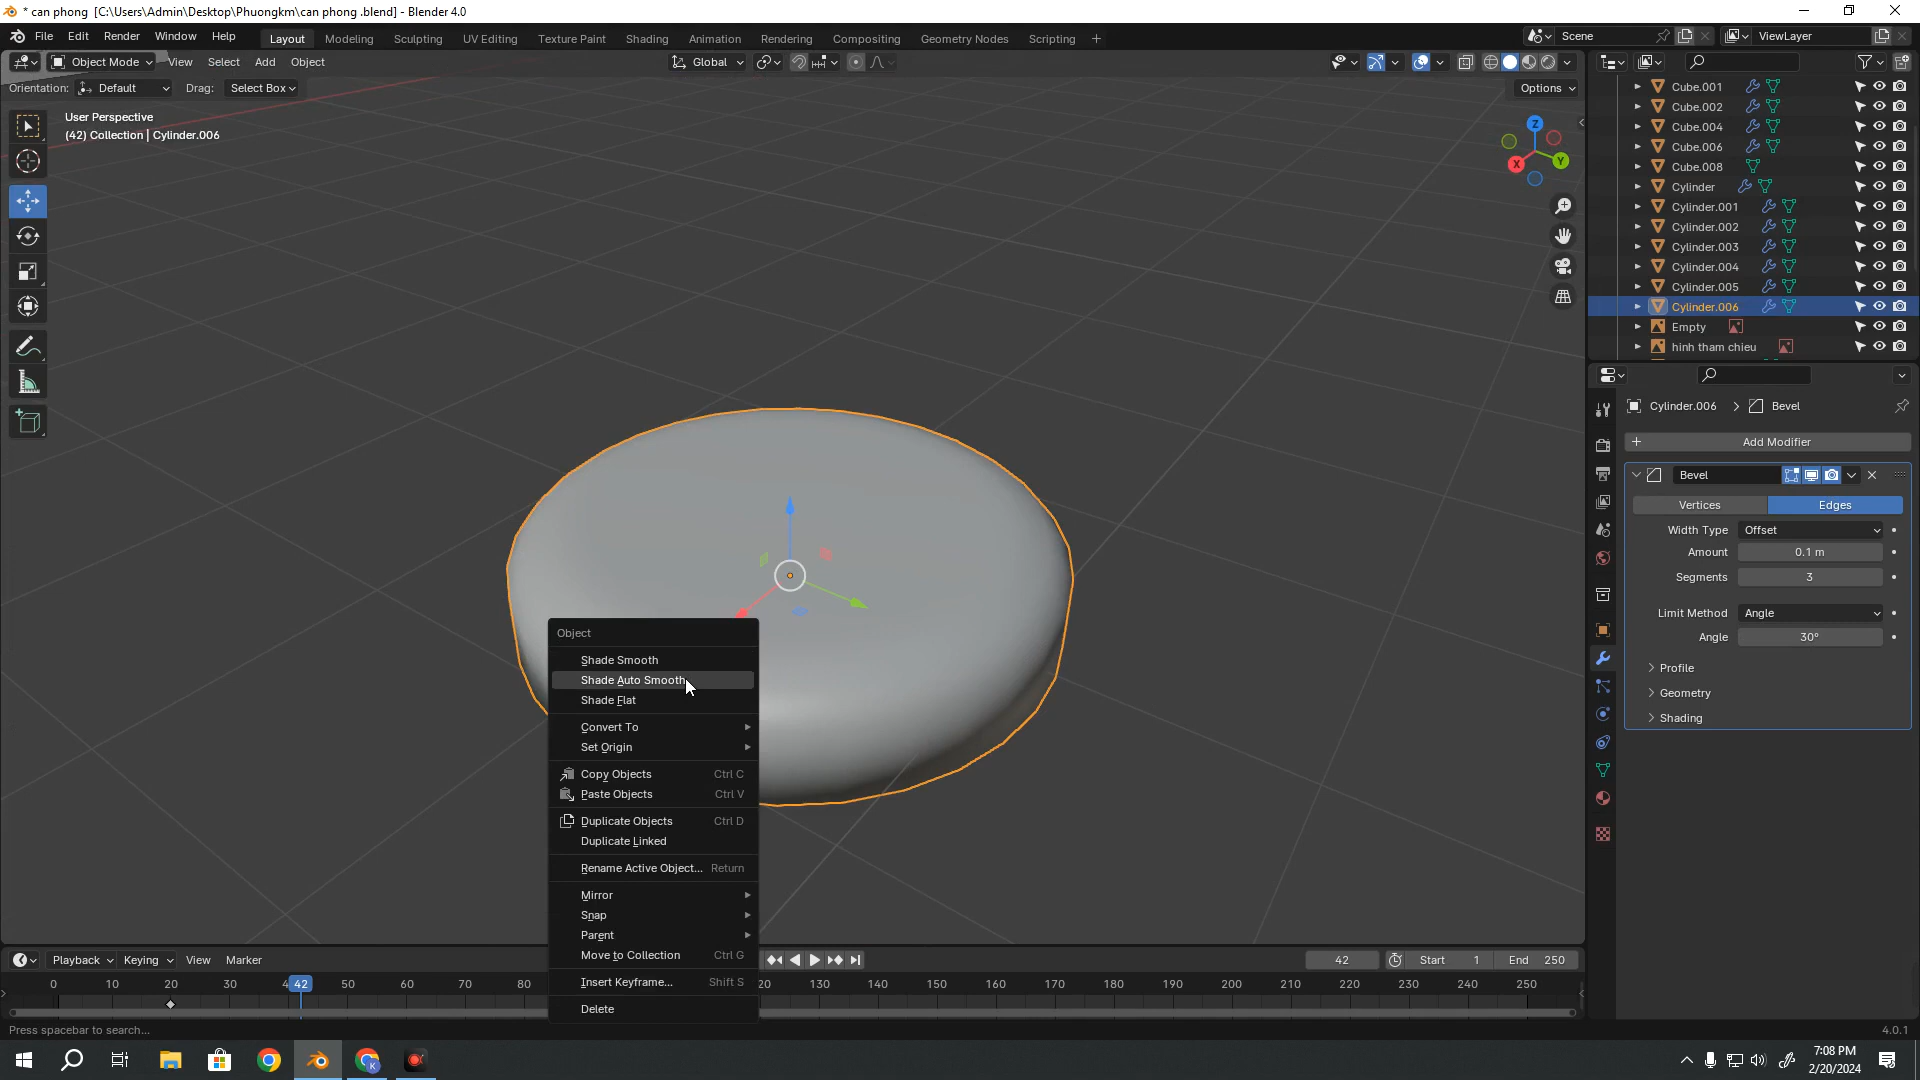 * can phong  [C:\Users\Admin\Desktop\Phuongkm\can phong .blend] - Blender 4.0
File Edit Render Window Help
Layout Modeling Sculpting UV Editing Texture Paint Shading Animation Rendering Compositing Geometry Nodes Scripting +
Scene
ViewLayer
Object Mode View Select Add Object
Global
Orientation: Default Drag: Select Box
Options
User Perspective
(42) Collection | Cylinder.006
Z
Y
X
Cube.001
Cube.002
Cube.004
Cube.006
Cube.008
Cylinder
Cylinder.001
Cylinder.002
Cylinder.003
Cylinder.004
Cylinder.005
Cylinder.006
Empty
hinh tham chieu
Cylinder.006 > Bevel
+ Add Modifier
Bevel
Vertices Edges
Width Type Offset
Amount 0.1 m
Segments 3
Limit Method Angle
Angle 30°
Profile
Geometry
Shading
Object
Shade Smooth
Shade Auto Smooth
Shade Flat
Convert To
Set Origin
Copy Objects Ctrl C
Paste Objects Ctrl V
Duplicate Objects Ctrl D
Duplicate Linked
Rename Active Object... Return
Mirror
Snap
Parent
Move to Collection Ctrl G
Insert Keyframe... Shift S
Delete
Playback Keying View Marker
42 Start 1 End 250
0 10 20 30 4 42 50 60 70 80 20 130 140 150 160 170 180 190 200 210 220 230 240 250
Press spacebar to search...
4.0.1
K
7:08 PM
2/20/2024